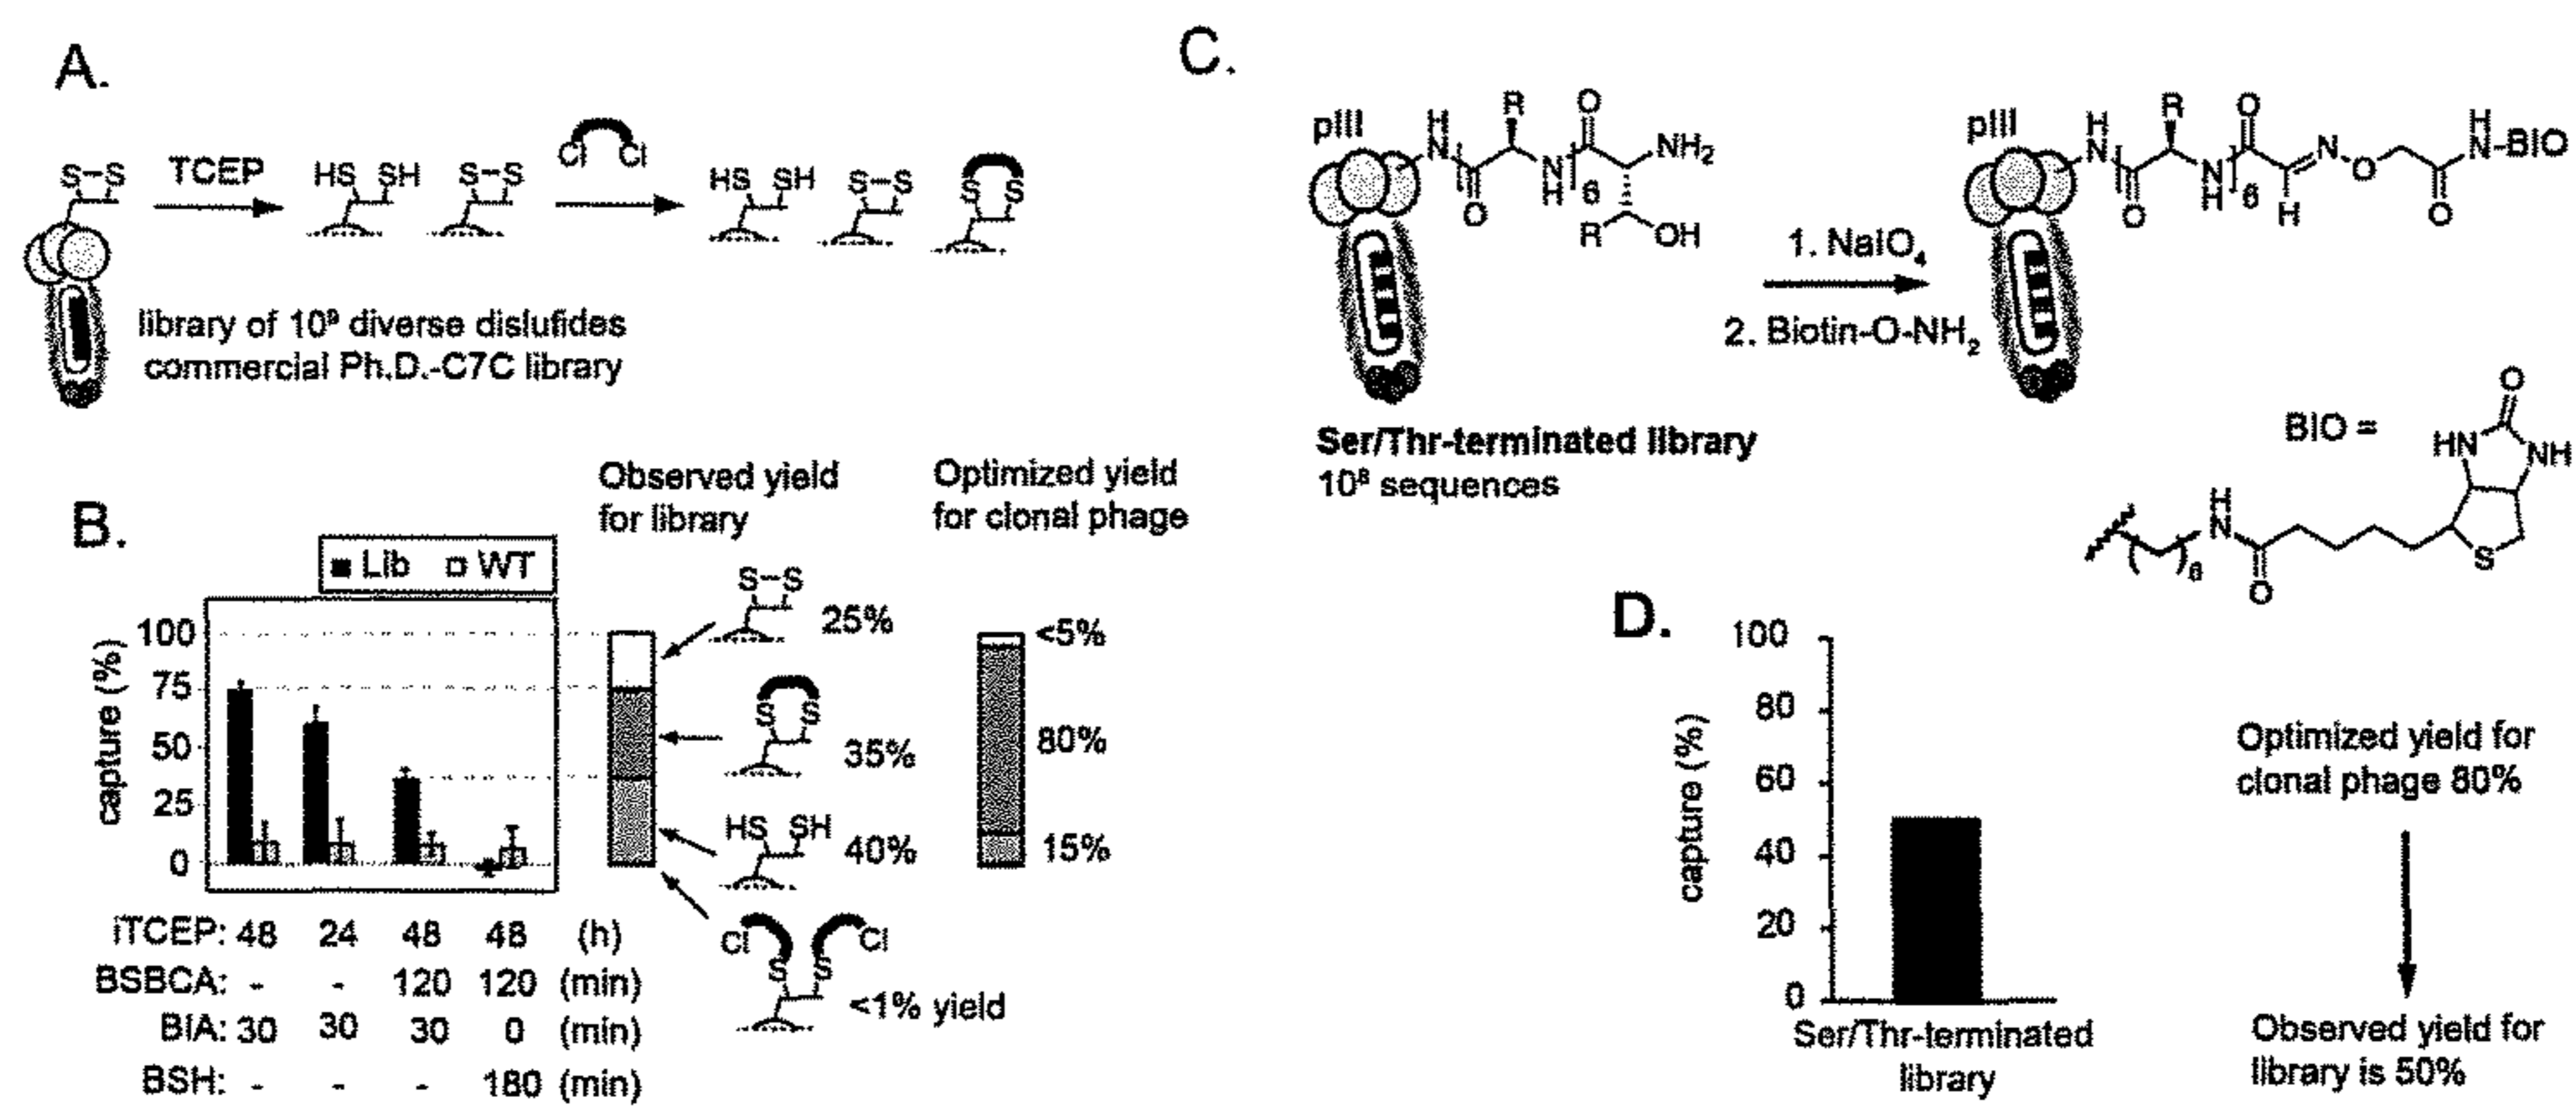 A.
S-S
TCEP
HS SH
S-S
Cl Cl
HS SH
S-S
S S
library of 10⁹ diverse dislufides
commercial Ph.D.-C7C library
B.
Lib WT
capture (%)
100
75
50
25
0
iTCEP: 48 24 48 48 (h)
BSBCA: - - 120 120 (min)
BIA: 30 30 30 0 (min)
BSH: - - - 180 (min)
Observed yield
for library
S-S
25%
S S
35%
HS SH
40%
Cl Cl
S S
<1% yield
Optimized yield
for clonal phage
<5%
80%
15%
C.
pIII
H
N
O
R
N
H
6
O
NH₂
R
OH
1. NaIO₄
2. Biotin-O-NH₂
pIII
H
N
O
R
N
H
6
O
H
N
O
O
H
N-BIO
Ser/Thr-terminated library
10⁸ sequences
BIO =
O
HN
NH
S
H
N
O
6
D.
capture (%)
100
80
60
40
20
0
Ser/Thr-terminated
library
Optimized yield for
clonal phage 80%
Observed yield for
library is 50%